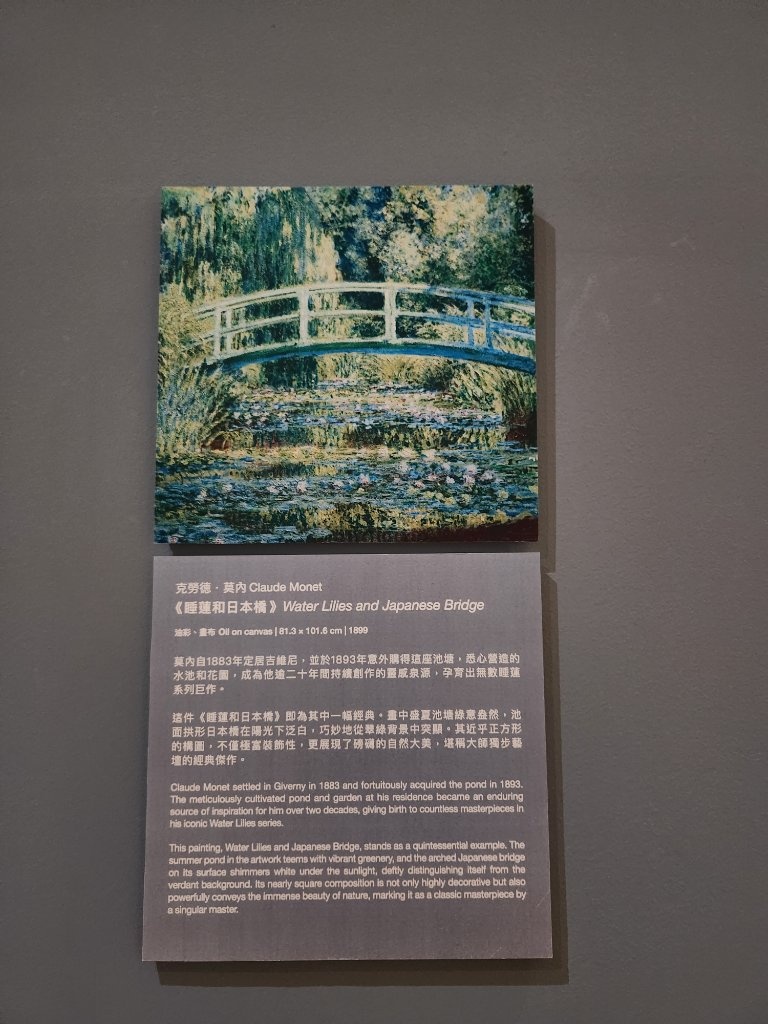 克勞德·莫內 Claude Monet
《睡蓮和日本橋》Water Lilies and Japanese Bridge
油彩、畫布 Oil on canvas | 81.3 x 101.6 cm | 1899
莫內自1883年定居吉維尼，並於1893年意外購得這座池塘，悉心營造的
水池和花園，成為他逾二十年間持續創作的靈感泉源，孕育出無數睡蓮
系列巨作。
這件《睡蓮和日本橋》即為其中一幅經典。畫中盛夏池塘綠意盎然，池
面拱形日本橋在陽光下泛白，巧妙地從翠綠背景中突顯。其近乎正方形
的構圖，不僅極富裝飾性，更展現了磅礴的自然大美，堪稱大師獨步藝
壇的經典傑作。
Claude Monet settled in Giverny in 1883 and fortuitously acquired the pond in 1893.
The meticulously cultivated pond and garden at his residence became an enduring
source of inspiration for him over two decades, giving birth to countless masterpieces in
his iconic Water Lilies series.
This painting, Water Lilies and Japanese Bridge, stands as a quintessential example. The
summer pond in the artwork teems with vibrant greenery, and the arched Japanese bridge
on its surface shimmers white under the sunlight, deftly distinguishing itself from the
verdant background. Its nearly square composition is not only highly decorative but also
powerfully conveys the immense beauty of nature, marking it as a classic masterpiece by
a singular master.